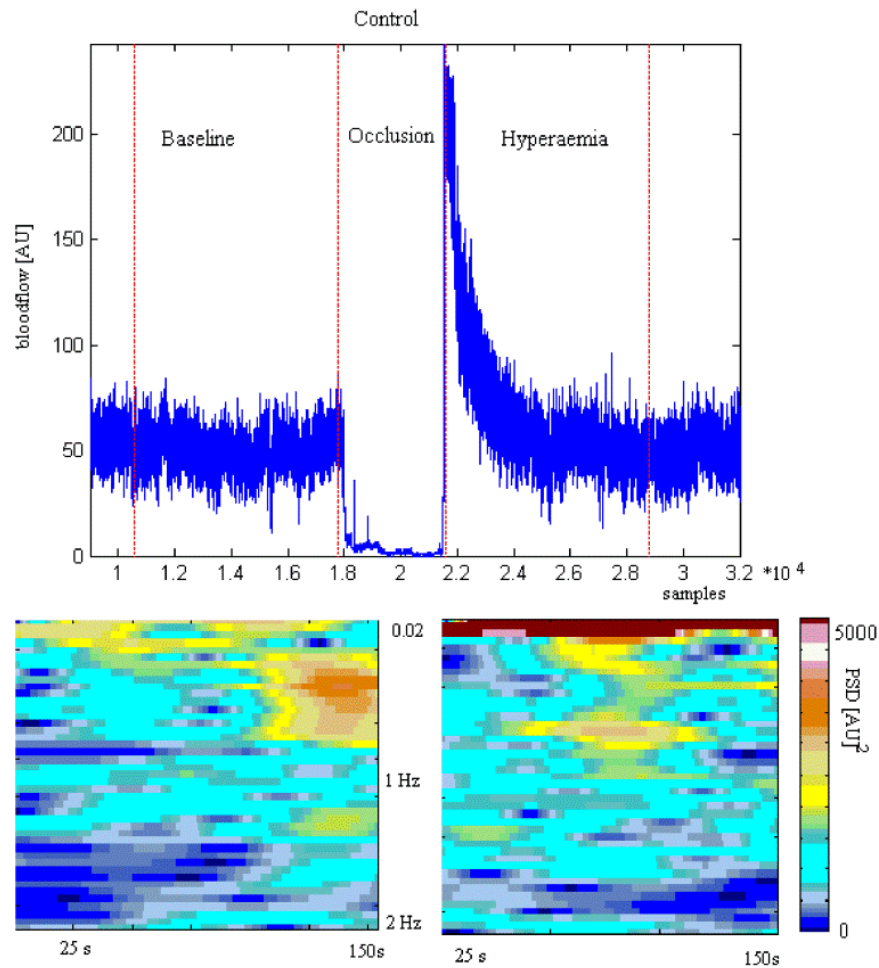 Control
200
150
100
50
0
bloodflow [AU]
Baseline
Occlusion
Hyperaemia
1 1.2 1.4 1.6 1.8 2 2.2 2.4 2.6 2.8 3 3.2 *10 4
samples
0.02
1 Hz
2 Hz
25 s 150s
25 s 150s
5000
PSD [AU]2
0